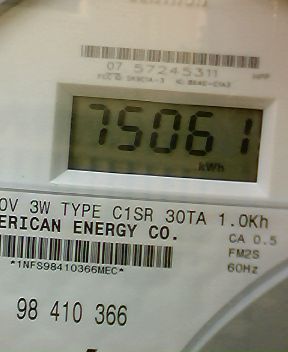 07 57245311
75061
kWh
0V 3W TYPE C1SR 30TA 1.0Kh
ERICAN ENERGY CO.
CA 0.5
FM2S
*1NFS98410366MEC*
60Hz
98 410 366